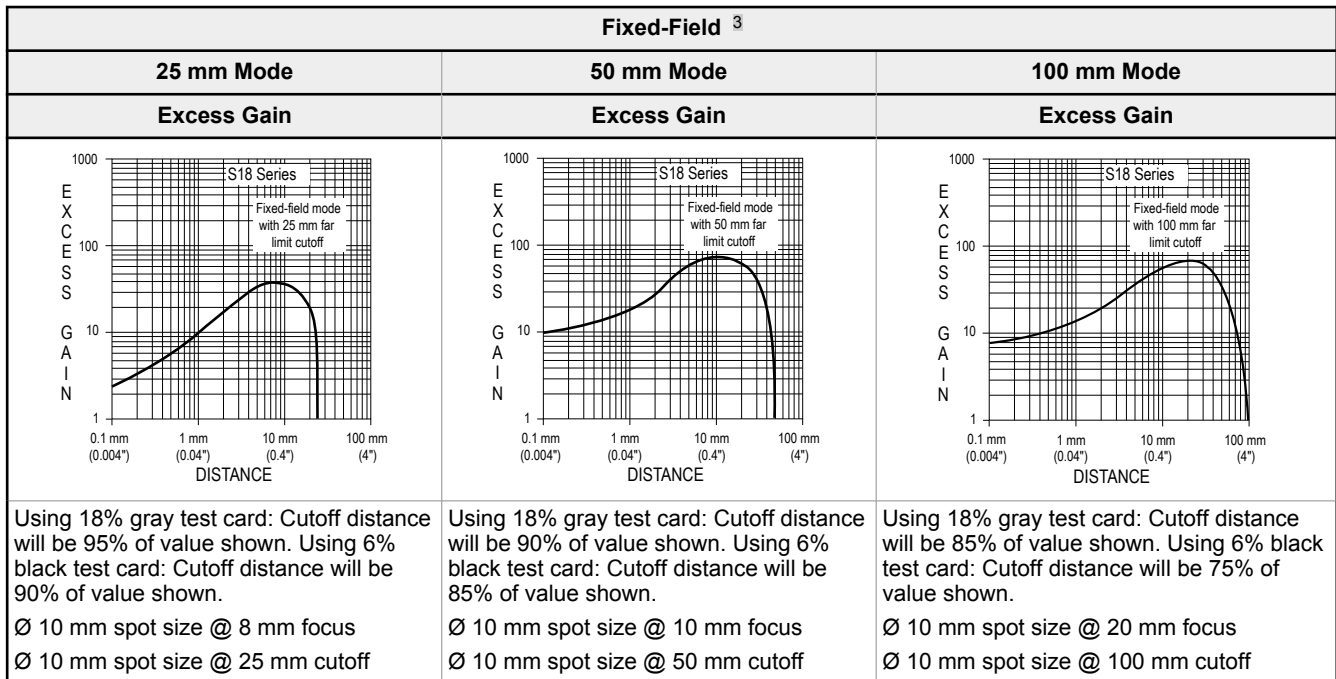 Fixed-Field 3
25 mm Mode
50 mm Mode
100 mm Mode
Excess Gain
Excess Gain
Excess Gain
EXCESS GAIN
1000
100
10
1
S18 Series
Fixed-field mode
with 25 mm far
limit cutoff
0.1 mm 1 mm 10 mm 100 mm
(0.004") (0.04") (0.4") (4")
DISTANCE
EXCESS GAIN
1000
100
10
1
S18 Series
Fixed-field mode
with 50 mm far
limit cutoff
0.1 mm 1 mm 10 mm 100 mm
(0.004") (0.04") (0.4") (4")
DISTANCE
EXCESS GAIN
1000
100
10
1
S18 Series
Fixed-field mode
with 100 mm far
limit cutoff
0.1 mm 1 mm 10 mm 100 mm
(0.004") (0.04") (0.4") (4")
DISTANCE
Using 18% gray test card: Cutoff distance
will be 95% of value shown. Using 6%
black test card: Cutoff distance will be
90% of value shown.
Ø 10 mm spot size @ 8 mm focus
Ø 10 mm spot size @ 25 mm cutoff
Using 18% gray test card: Cutoff distance
will be 90% of value shown. Using 6%
black test card: Cutoff distance will be
85% of value shown.
Ø 10 mm spot size @ 10 mm focus
Ø 10 mm spot size @ 50 mm cutoff
Using 18% gray test card: Cutoff distance
will be 85% of value shown. Using 6% black
test card: Cutoff distance will be 75% of
value shown.
Ø 10 mm spot size @ 20 mm focus
Ø 10 mm spot size @ 100 mm cutoff